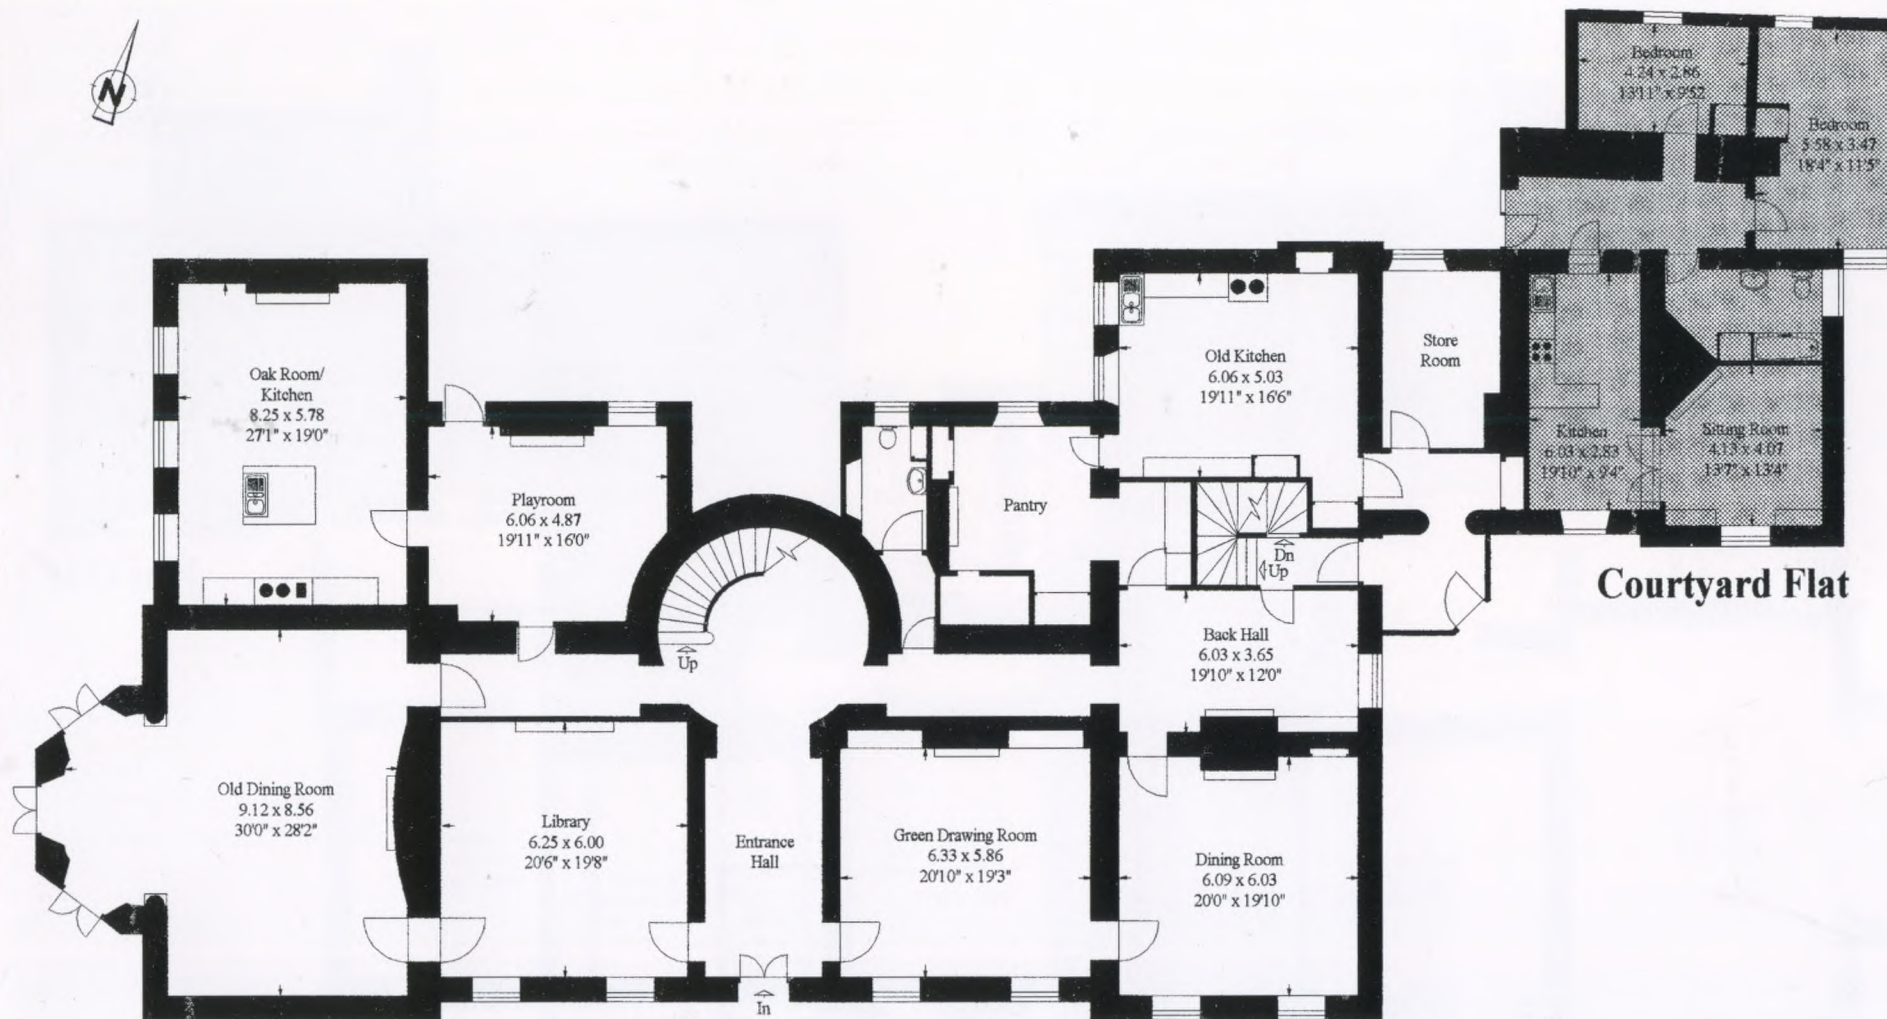 N
Bedroom
4.24 x 2.86
13'11" x 9'52
Bedroom
5.58 x 3.47
18'4" x 11'5"
Oak Room/
Kitchen
8.25 x 5.78
27'1" x 19'0"
Playroom
6.06 x 4.87
19'11" x 16'0"
Pantry
Old Kitchen
6.06 x 5.03
19'11" x 16'6"
Store
Room
Kitchen
6.03 x 2.83
19'10" x 9'4"
Sitting Room
4.13 x 4.07
13'7" x 13'4"
Courtyard Flat
Dn
Up
Up
Back Hall
6.03 x 3.65
19'10" x 12'0"
Old Dining Room
9.12 x 8.56
30'0" x 28'2"
Library
6.25 x 6.00
20'6" x 19'8"
Entrance
Hall
Green Drawing Room
6.33 x 5.86
20'10" x 19'3"
Dining Room
6.09 x 6.03
20'0" x 19'10"
In